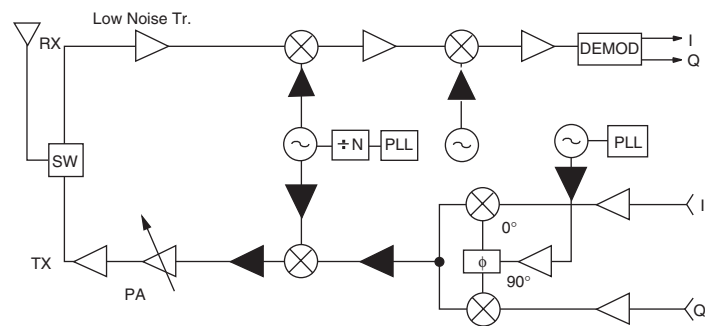 Low Noise Tr.
RX
DEMOD
I
Q
÷N
PLL
PLL
SW
I
0°
TX
ϕ
90°
PA
Q